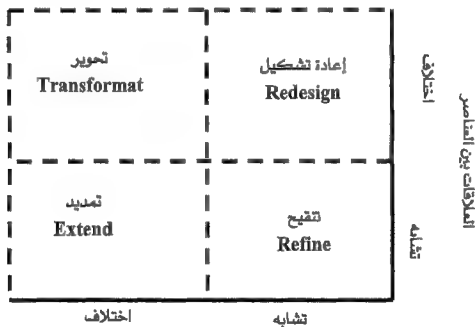 تحوير
Transformat
إعادة تشكيل
Redesign
تمديد
Extend
تنقيح
Refine
اختلاف
تشابه
العلاقات بين العناصر
اختلاف
تشابه